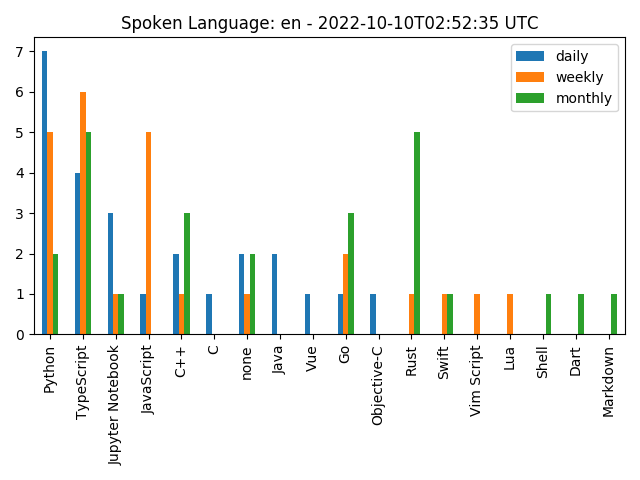 Spoken Language: en - 2022-10-10T02:52:35 UTC
daily
weekly
monthly
7
6
5
4
3
2
1
0
Python
TypeScript
Jupyter Notebook
JavaScript
C++
C
none
Java
Vue
Go
Objective-C
Rust
Swift
Vim Script
Lua
Shell
Dart
Markdown